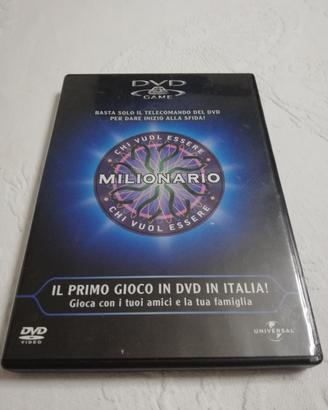 DVD
GAME
BASTA SOLO IL TELECOMANDO DEL DVD
PER DARE INIZIO ALLA SFIDA!
CHI VUOL ESSERE
MILIONARIO
CHI VUOL ESSERE
IL PRIMO GIOCO IN DVD IN ITALIA!
Gioca con i tuoi amici e la tua famiglia
DVD
VIDEO
UNIVERSAL